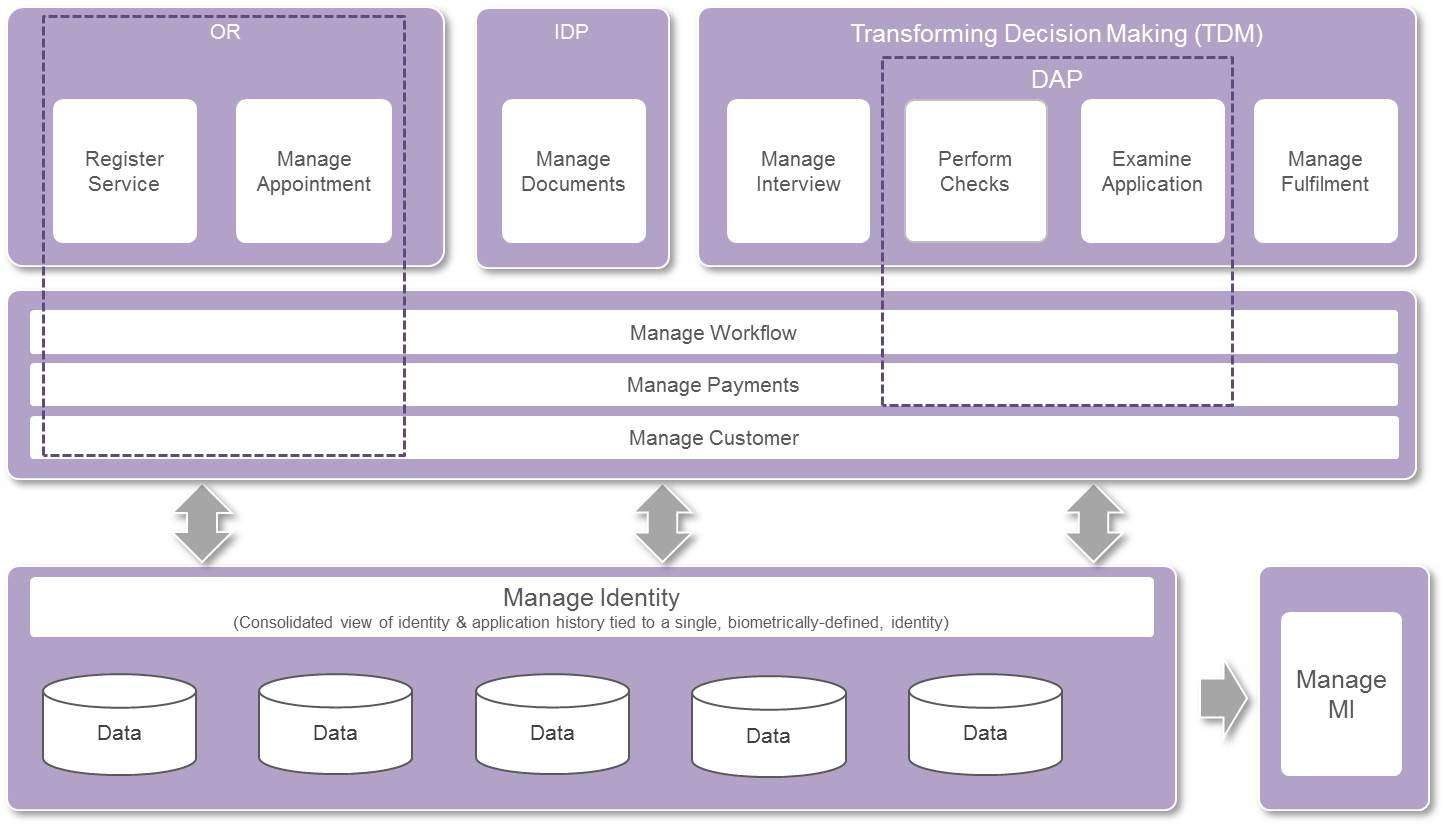 OR
Register
Service
Manage
Appointment
IDP
Manage
Documents
Transforming Decision Making (TDM)
DAP
Manage
Interview
Perform
Checks
Examine
Application
Manage
Fulfilment
Manage Workflow
Manage Payments
Manage Customer
Manage Identity
(Consolidated view of identity & application history tied to a single, biometrically-defined, identity)
Data
Data
Data
Data
Data
Manage
MI